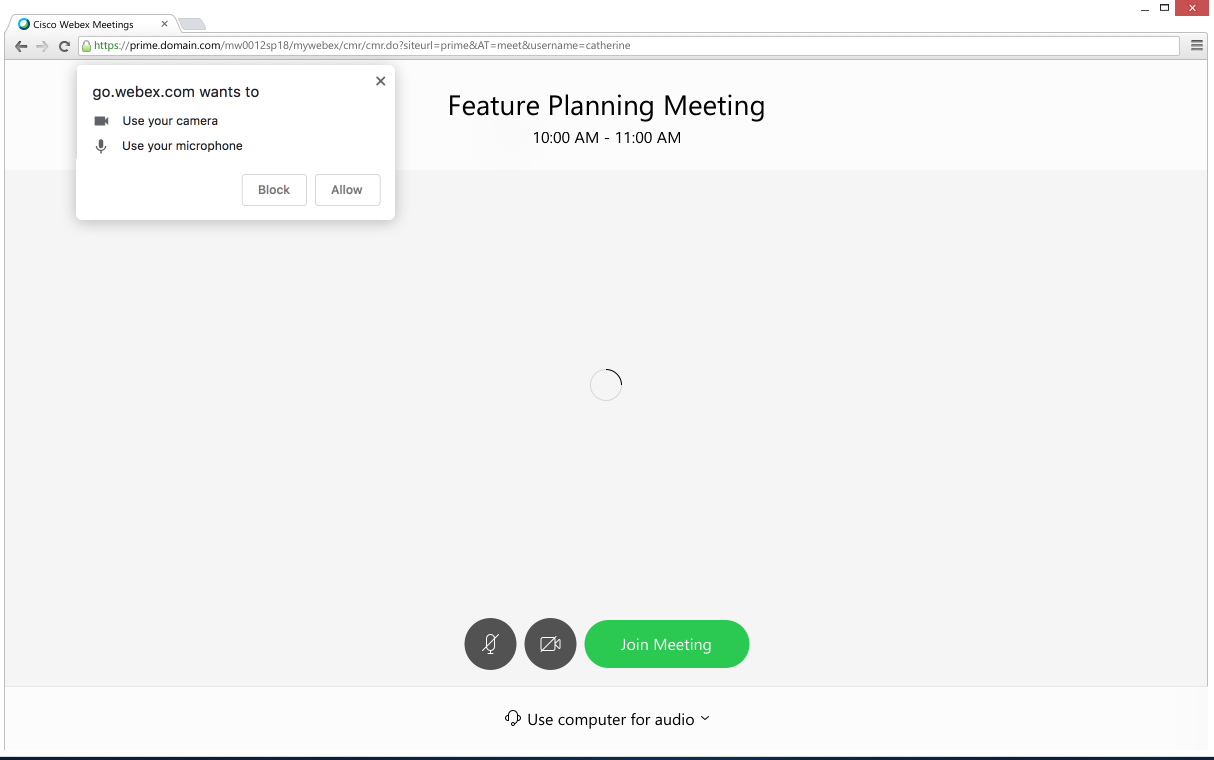 Cisco Webex Meetings
https://prime.domain.com/mw0012sp18/mywebex/cmr/cmr.do?siteurl=prime&AT=meet&username=catherine
go.webex.com wants to
Use your camera
Use your microphone
Block Allow
Feature Planning Meeting
10:00 AM - 11:00 AM
Join Meeting
Use computer for audio